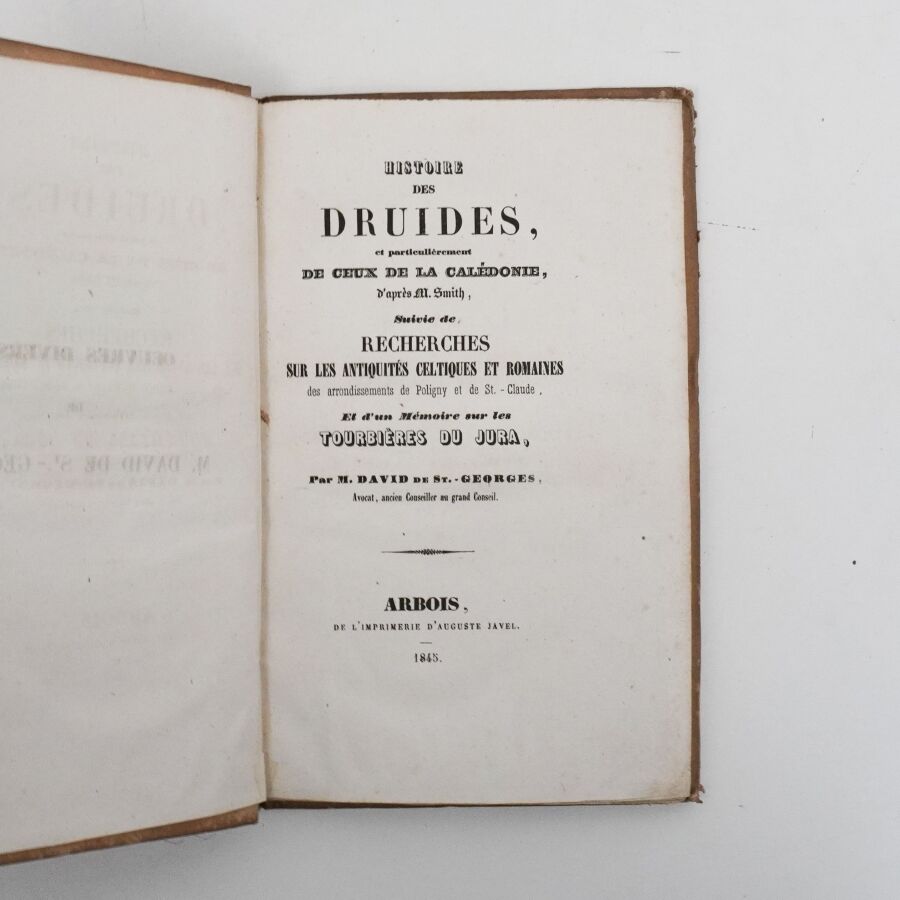 HISTOIRE
DES
DRUIDES,
et particulièrement
DE CEUX DE LA CALÉDONIE,
d'après M. Smith,
Suivie de
RECHERCHES
SUR LES ANTIQUITÉS CELTIQUES ET ROMAINES
des arrondissements de Poligny et de St.-Claude,
Et d'un Mémoire sur les
TOURBIÈRES DU JURA,
Par M. DAVID DE ST.-GEORGES,
Avocat, ancien Conseiller au grand Conseil.
ARBOIS,
DE L'IMPRIMERIE D'AUGUSTE JAVEL.
1845.